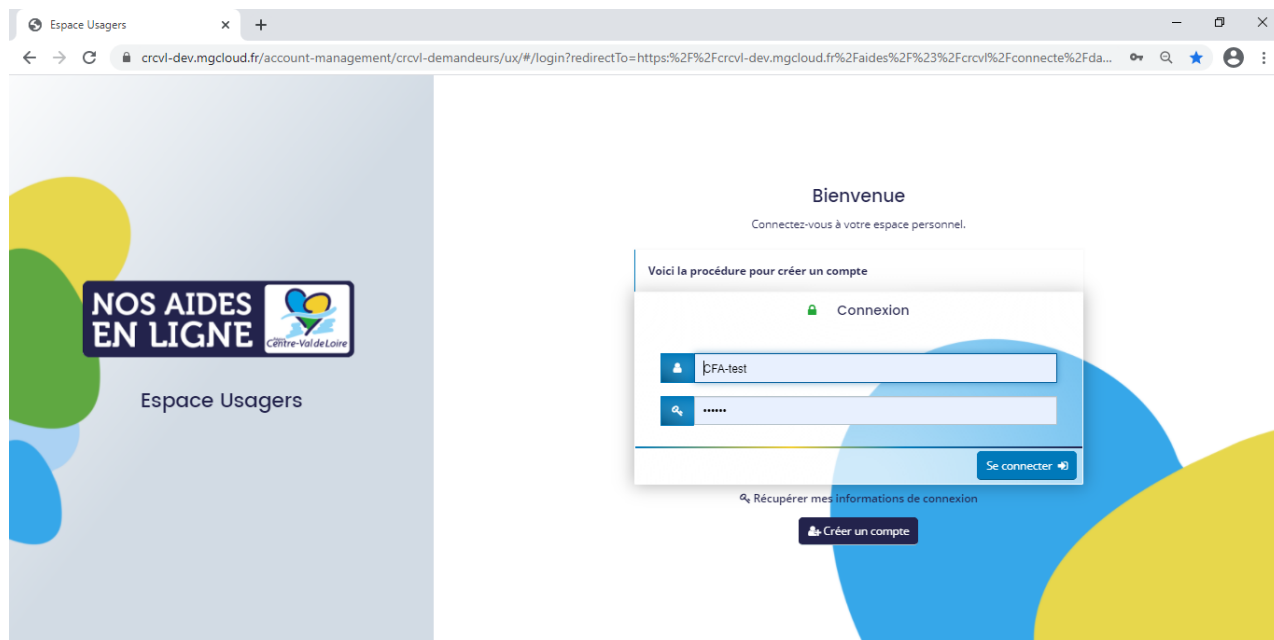 Espace Usagers
crcvl-dev.mgcloud.fr/account-management/crcvl-demandeurs/ux/#/login?redirectTo=https:%2F%2Fcrcvl-dev.mgcloud.fr%2Faides%2F%23%2Fcrcvl%2Fconnecte%2Fda...
Bienvenue
Connectez-vous à votre espace personnel.
Voici la procédure pour créer un compte
Connexion
NOS AIDES
EN LIGNE
Centre-Val de Loire
CFA-test
••••••
Espace Usagers
Se connecter
Récupérer mes informations de connexion
Créer un compte